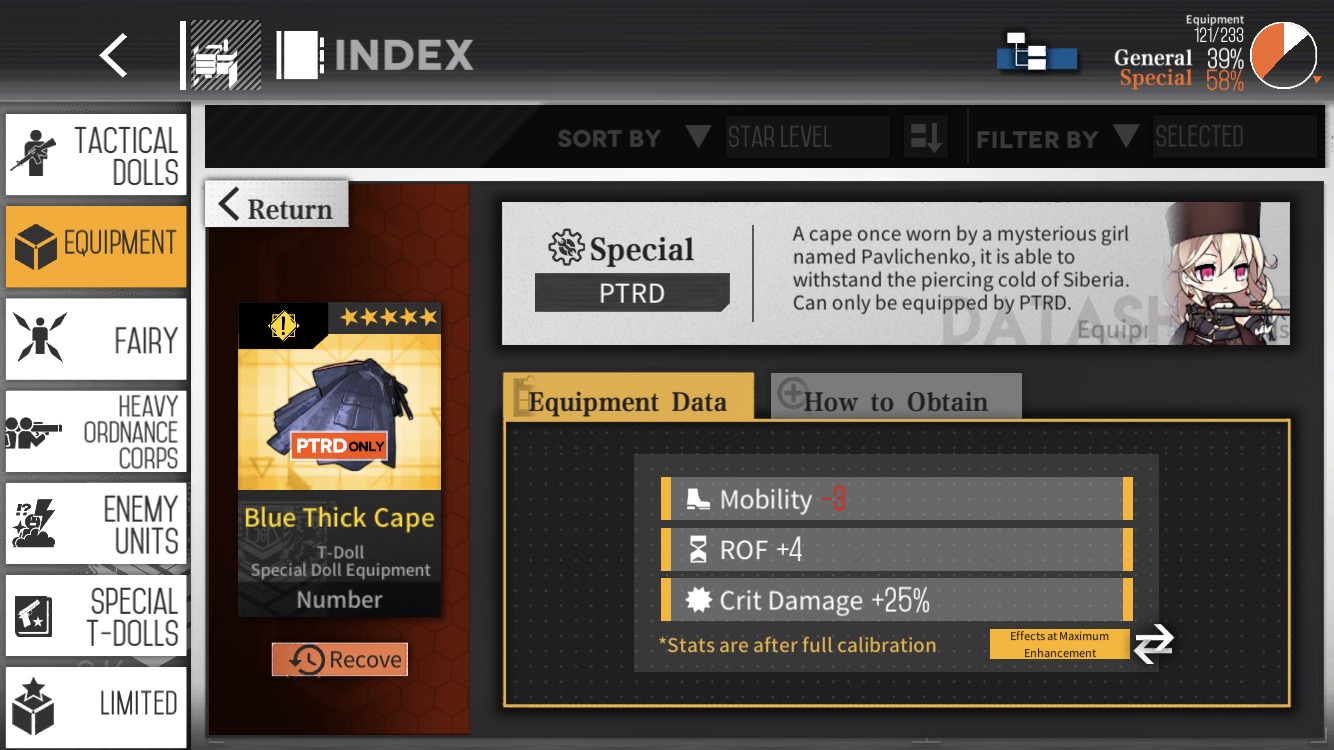 INDEX
Equipment
121/233
General 39%
Special 58%
TACTICAL
DOLLS
EQUIPMENT
FAIRY
HEAVY
ORDNANCE
CORPS
ENEMY
UNITS
SPECIAL
T-DOLLS
LIMITED
SORT BY STAR LEVEL FILTER BY SELECTED
Return
PTRD ONLY
Blue Thick Cape
T-Doll
Special Doll Equipment
Number
Recove
Special
PTRD
A cape once worn by a mysterious girl
named Pavlichenko, it is able to
withstand the piercing cold of Siberia.
Can only be equipped by PTRD.
Equipment Data
How to Obtain
Mobility -3
ROF +4
Crit Damage +25%
*Stats are after full calibration
Effects at Maximum
Enhancement